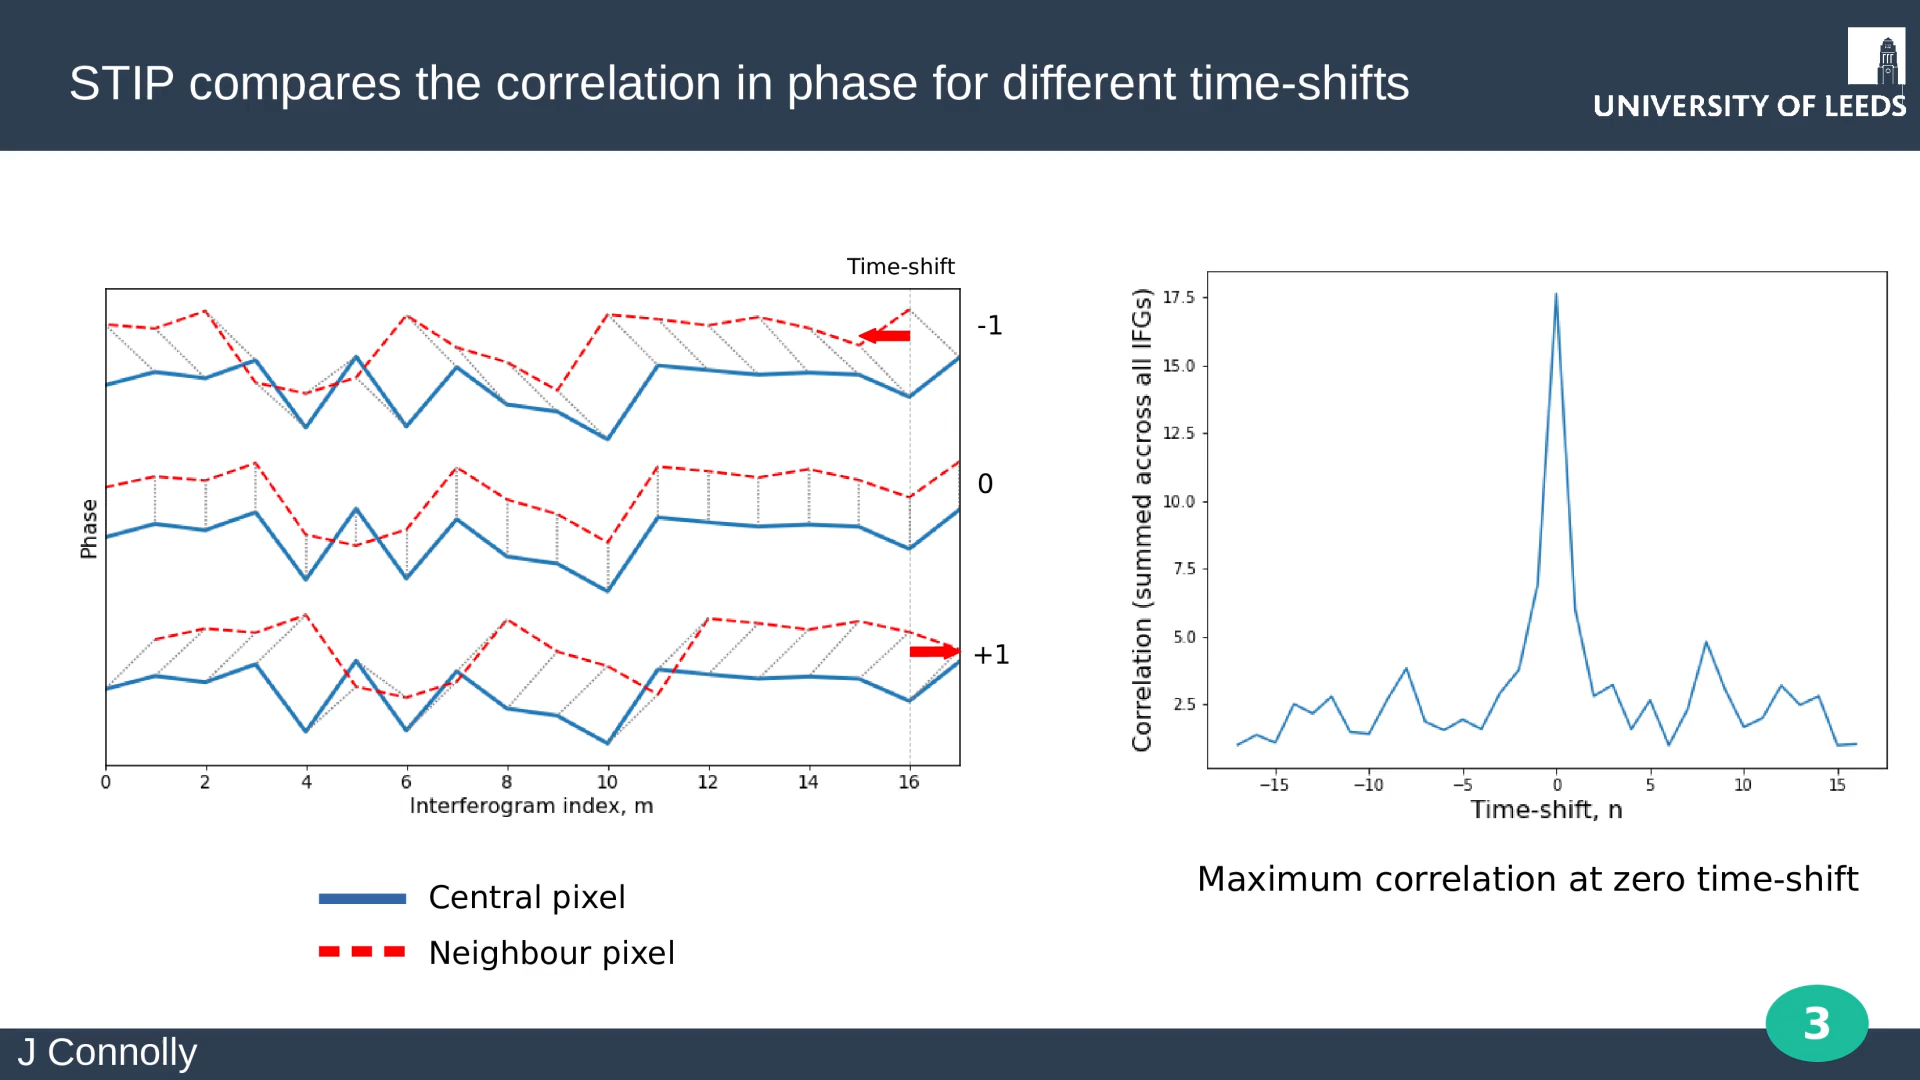 STIP compares the correlation in phase for different time-shifts
UNIVERSITY OF LEEDS
Time-shift
-1
0
+1
Phase
0 2 4 6 8 10 12 14 16
Interferogram index, m
Central pixel
Neighbour pixel
Correlation (summed accross all IFGs)
17.5
15.0
12.5
10.0
7.5
5.0
2.5
−15 −10 −5 0 5 10 15
Time-shift, n
Maximum correlation at zero time-shift
3
J Connolly